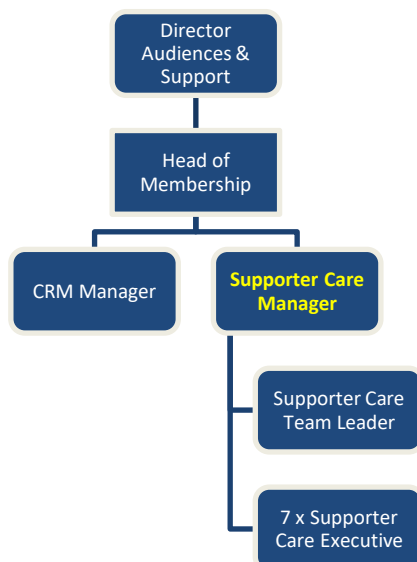 Director
Audiences &
Support
Head of
Membership
CRM Manager
Supporter Care
Manager
Supporter Care
Team Leader
7 x Supporter
Care Executive